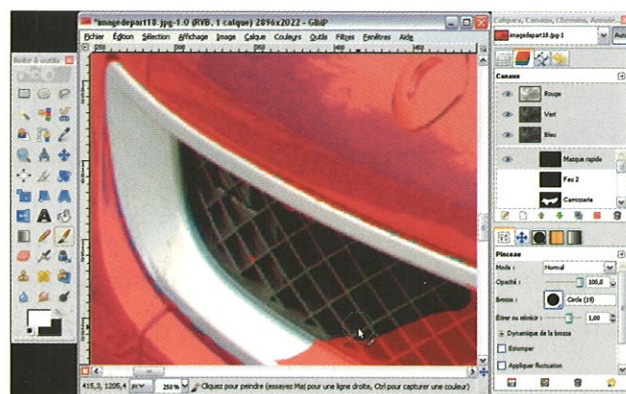 *imagedepart18.jpg-1.0 (RVB, 1 calque) 2896x2022 – GIMP
Fichier Édition Sélection Affichage Image Calque Couleurs Outils Filtres Fenêtres Aide
Boîte à outils
415,3, 1205,4 px 250% Cliquez pour peindre (essayez Maj pour une ligne droite, Ctrl pour capturer une couleur)
Calques, Canaux, Chemins, Annule...
imagedepart18.jpg-1 Auto
Canaux
Rouge
Vert
Bleu
Masque rapide
Feu 2
Carrosserie
Pinceau
Mode : Normal
Opacité : 100,0
Brosse : Circle (19)
Étirer ou rétrécir : 1,00
Dynamique de la brosse
Estomper
Appliquer fluctuation